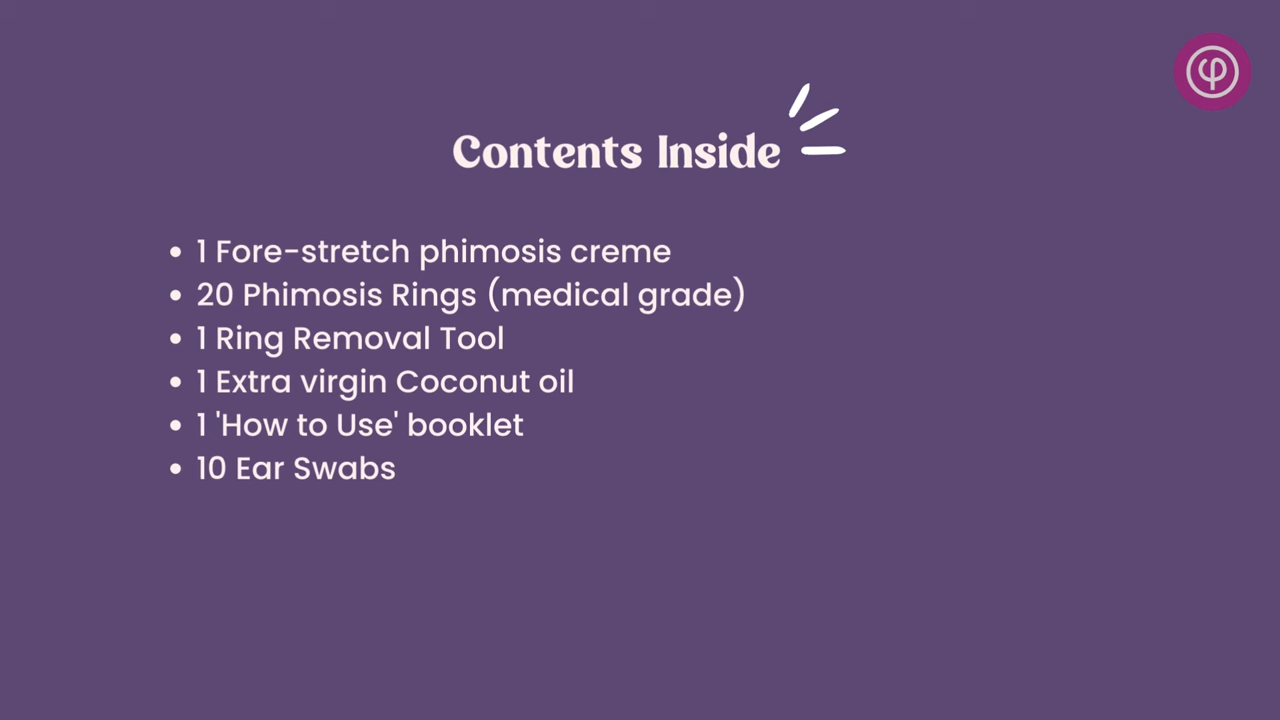 Contents Inside
• 1 Fore-stretch phimosis creme
• 20 Phimosis Rings (medical grade)
• 1 Ring Removal Tool
• 1 Extra virgin Coconut oil
• 1 'How to Use' booklet
• 10 Ear Swabs